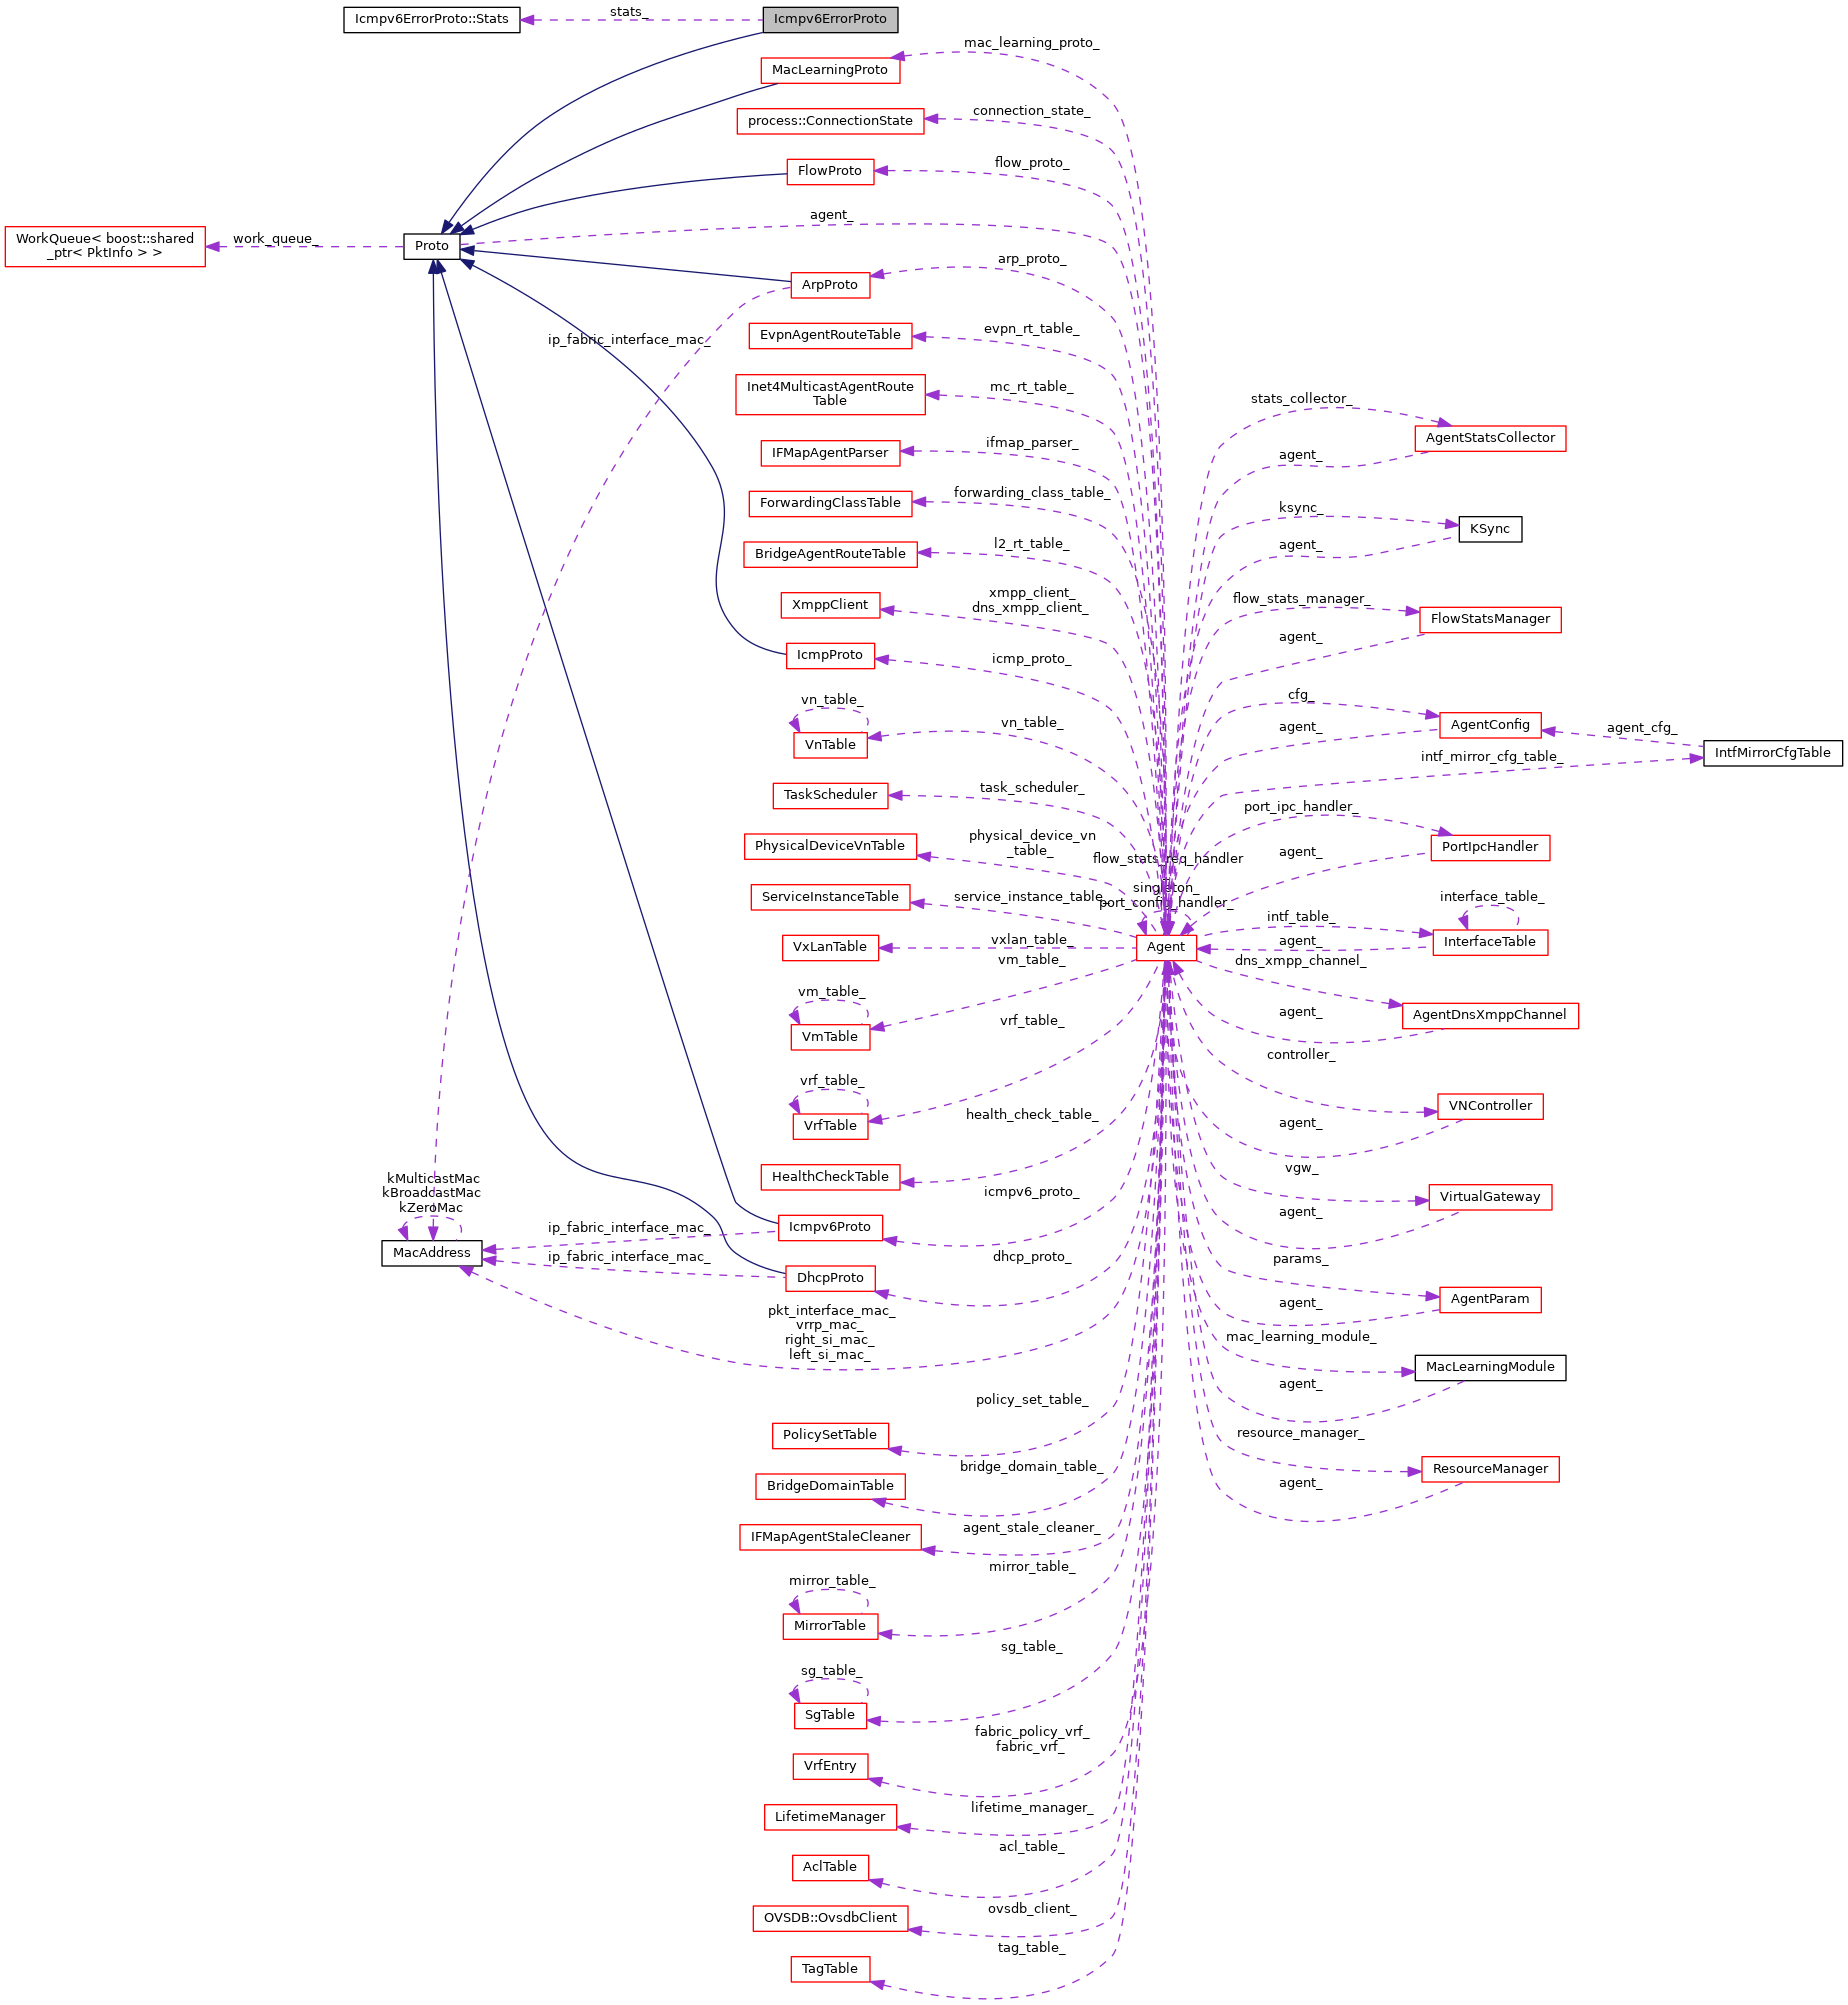 Icmpv6ErrorProto::Stats
stats_
Icmpv6ErrorProto
mac_learning_proto_
MacLearningProto
connection_state_
process::ConnectionState
flow_proto_
FlowProto
agent_
WorkQueue< boost::shared
_ptr< PktInfo > >
work_queue_
Proto
arp_proto_
ArpProto
evpn_rt_table_
EvpnAgentRouteTable
ip_fabric_interface_mac_
mc_rt_table_
Inet4MulticastAgentRoute
Table
stats_collector_
AgentStatsCollector
agent_
ifmap_parser_
IFMapAgentParser
forwarding_class_table_
ForwardingClassTable
ksync_
KSync
agent_
l2_rt_table_
BridgeAgentRouteTable
xmpp_client_
dns_xmpp_client_
XmppClient
flow_stats_manager_
FlowStatsManager
agent_
icmp_proto_
IcmpProto
vn_table_
vn_table_
VnTable
cfg_
AgentConfig
agent_
agent_cfg_
IntfMirrorCfgTable
intf_mirror_cfg_table_
task_scheduler_
TaskScheduler
port_ipc_handler_
PortIpcHandler
agent_
physical_device_vn
_table_
PhysicalDeviceVnTable
flow_stats_req_handler
_
singleton_
port_config_handler_
service_instance_table_
ServiceInstanceTable
interface_table_
InterfaceTable
intf_table_
agent_
vxlan_table_
VxLanTable
Agent
vm_table_
vm_table_
VmTable
dns_xmpp_channel_
AgentDnsXmppChannel
agent_
vrf_table_
vrf_table_
VrfTable
controller_
VNController
agent_
health_check_table_
HealthCheckTable
kMulticastMac
kBroadcastMac
kZeroMac
MacAddress
icmpv6_proto_
Icmpv6Proto
ip_fabric_interface_mac_
ip_fabric_interface_mac_
vgw_
VirtualGateway
agent_
dhcp_proto_
DhcpProto
params_
AgentParam
agent_
pkt_interface_mac_
vrrp_mac_
right_si_mac_
left_si_mac_
mac_learning_module_
MacLearningModule
agent_
policy_set_table_
PolicySetTable
resource_manager_
ResourceManager
agent_
bridge_domain_table_
BridgeDomainTable
agent_stale_cleaner_
IFMapAgentStaleCleaner
mirror_table_
mirror_table_
MirrorTable
sg_table_
sg_table_
SgTable
fabric_policy_vrf_
fabric_vrf_
VrfEntry
lifetime_manager_
LifetimeManager
acl_table_
AclTable
ovsdb_client_
OVSDB::OvsdbClient
tag_table_
TagTable